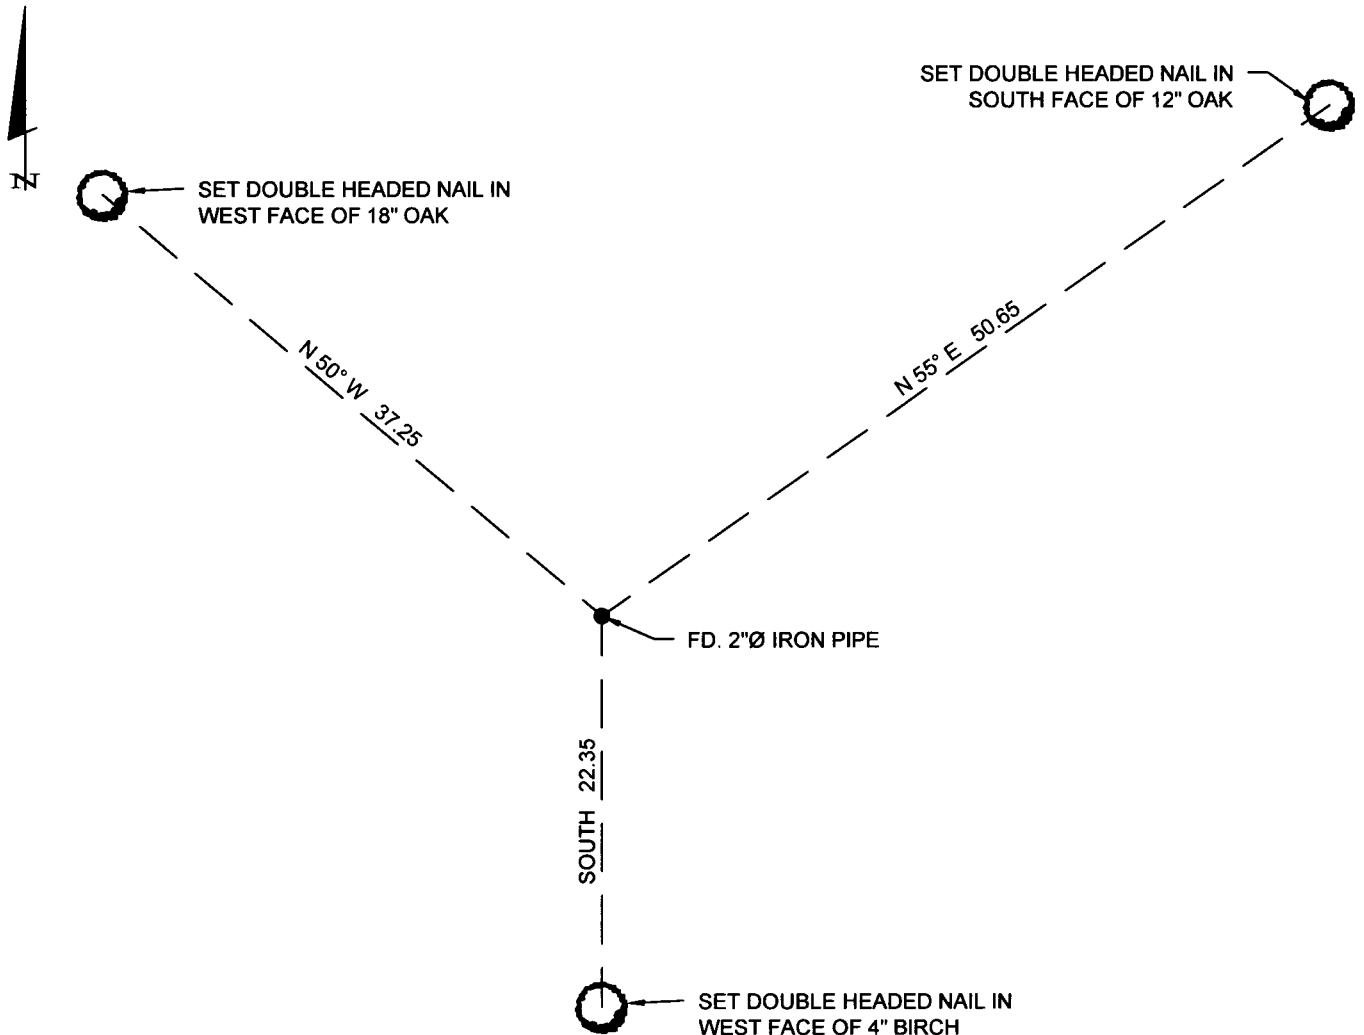 SET DOUBLE HEADED NAIL IN
SOUTH FACE OF 12" OAK
N
SET DOUBLE HEADED NAIL IN
WEST FACE OF 18" OAK
N 50° W 37.25
N 55° E 50.65
FD. 2"Ø IRON PIPE
SOUTH 22.35
SET DOUBLE HEADED NAIL IN
WEST FACE OF 4" BIRCH